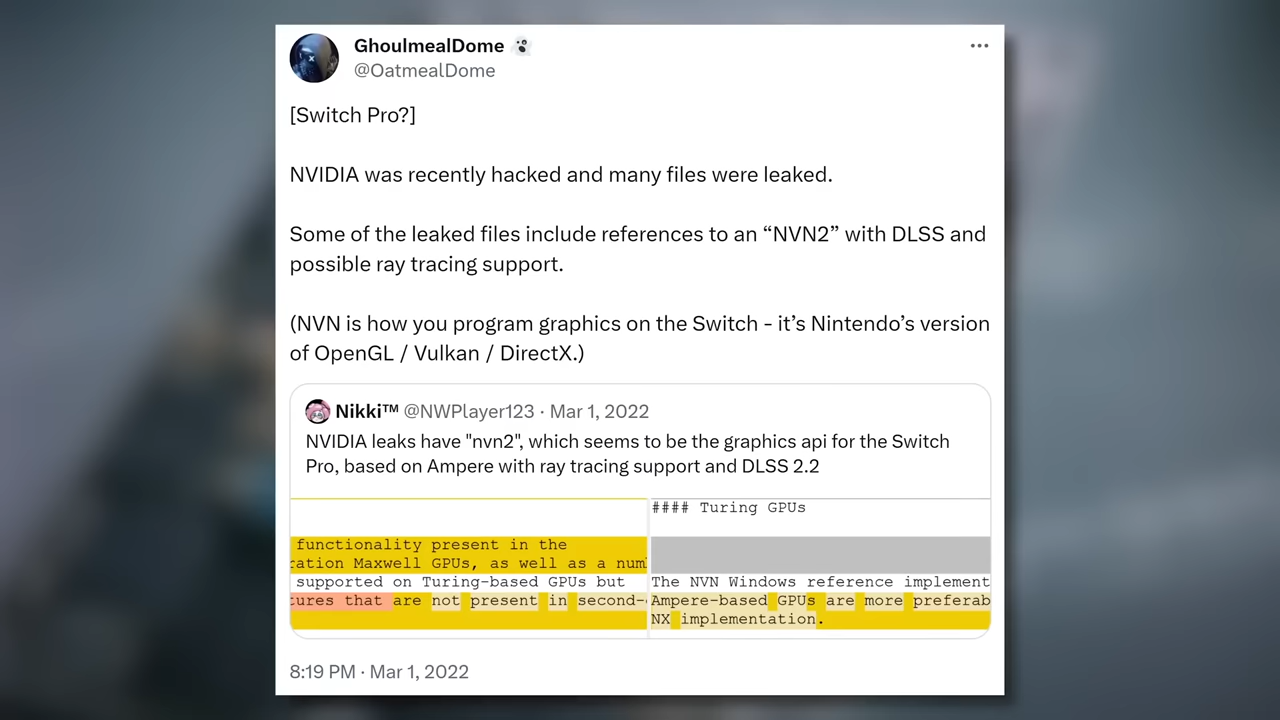 GhoulmealDome
@OatmealDome
[Switch Pro?]
NVIDIA was recently hacked and many files were leaked.
Some of the leaked files include references to an “NVN2” with DLSS and
possible ray tracing support.
(NVN is how you program graphics on the Switch - it’s Nintendo’s version
of OpenGL / Vulkan / DirectX.)
Nikki™ @NWPlayer123 · Mar 1, 2022
NVIDIA leaks have "nvn2", which seems to be the graphics api for the Switch
Pro, based on Ampere with ray tracing support and DLSS 2.2
functionality present in the
ration Maxwell GPUs, as well as a num
supported on Turing-based GPUs but
tures that are not present in second-
#### Turing GPUs
The NVN Windows reference implement
Ampere-based GPUs are more preferab
NX implementation.
8:19 PM · Mar 1, 2022